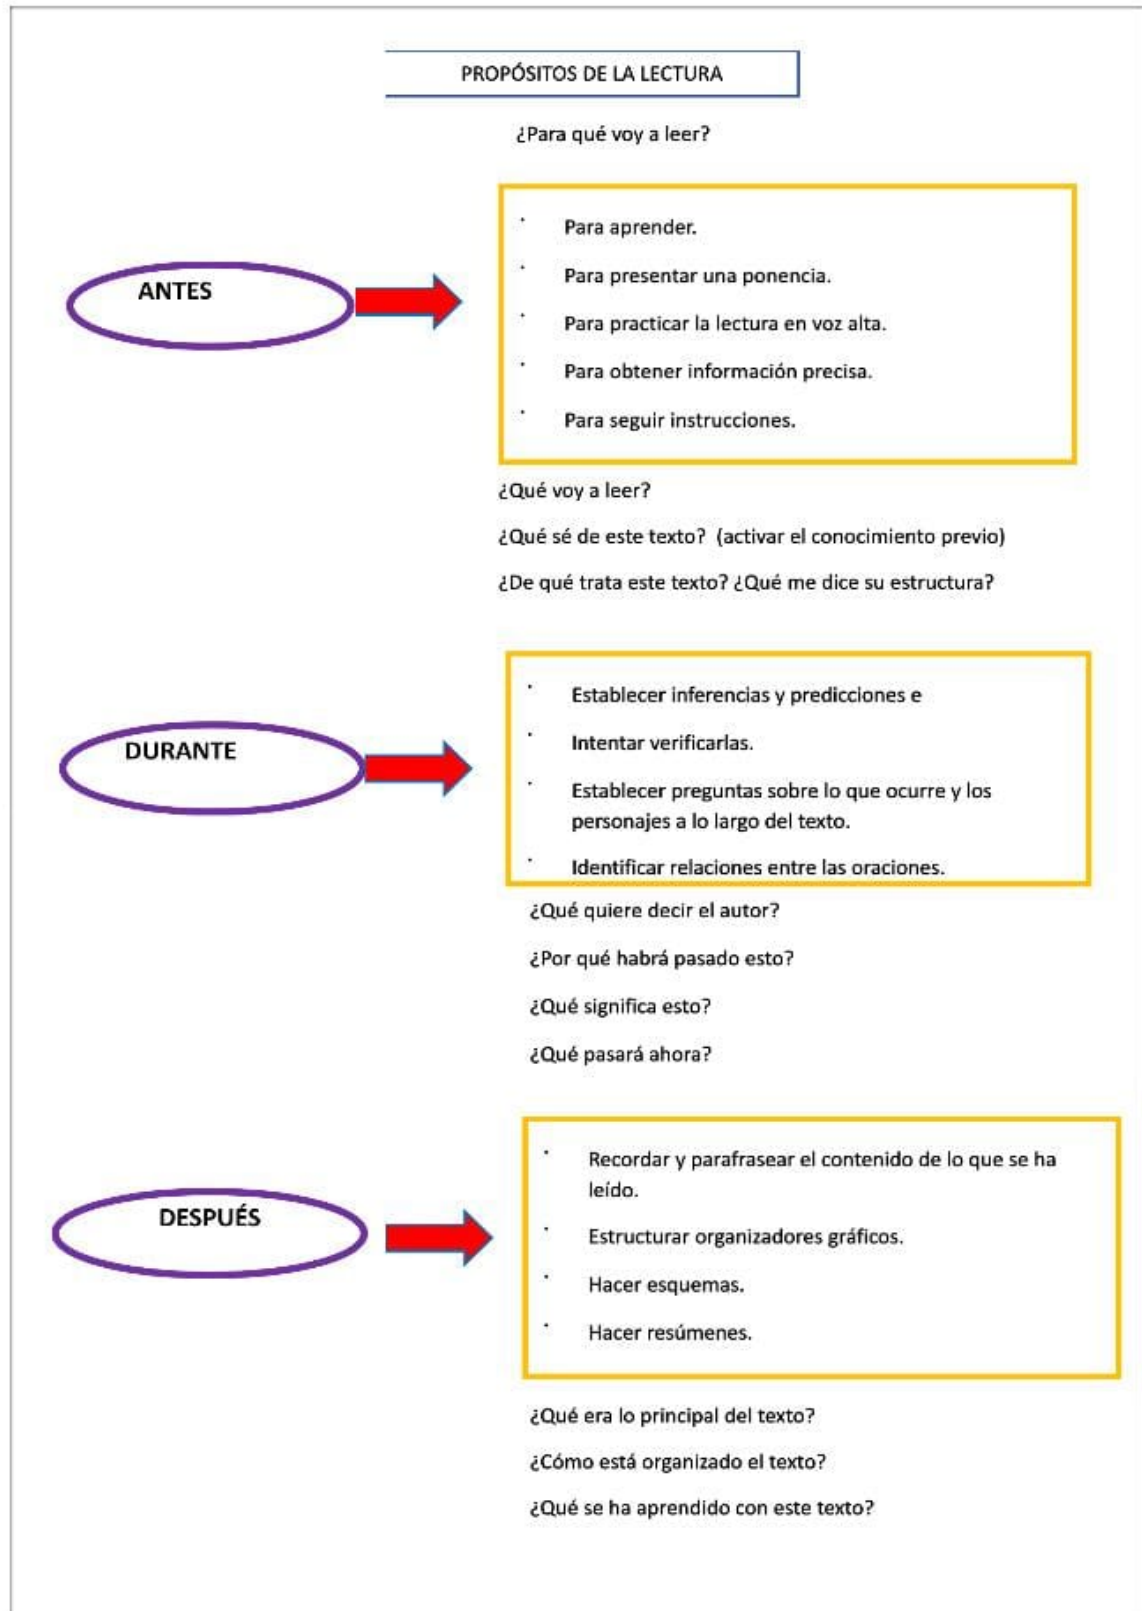 PROPÓSITOS DE LA LECTURA
¿Para qué voy a leer?
ANTES
· Para aprender.
· Para presentar una ponencia.
· Para practicar la lectura en voz alta.
· Para obtener información precisa.
· Para seguir instrucciones.
¿Qué voy a leer?
¿Qué sé de este texto? (activar el conocimiento previo)
¿De qué trata este texto? ¿Qué me dice su estructura?
DURANTE
· Establecer inferencias y predicciones e
· Intentar verificarlas.
· Establecer preguntas sobre lo que ocurre y los
personajes a lo largo del texto.
· Identificar relaciones entre las oraciones.
¿Qué quiere decir el autor?
¿Por qué habrá pasado esto?
¿Qué significa esto?
¿Qué pasará ahora?
DESPUÉS
· Recordar y parafrasear el contenido de lo que se ha
leído.
· Estructurar organizadores gráficos.
· Hacer esquemas.
· Hacer resúmenes.
¿Qué era lo principal del texto?
¿Cómo está organizado el texto?
¿Qué se ha aprendido con este texto?